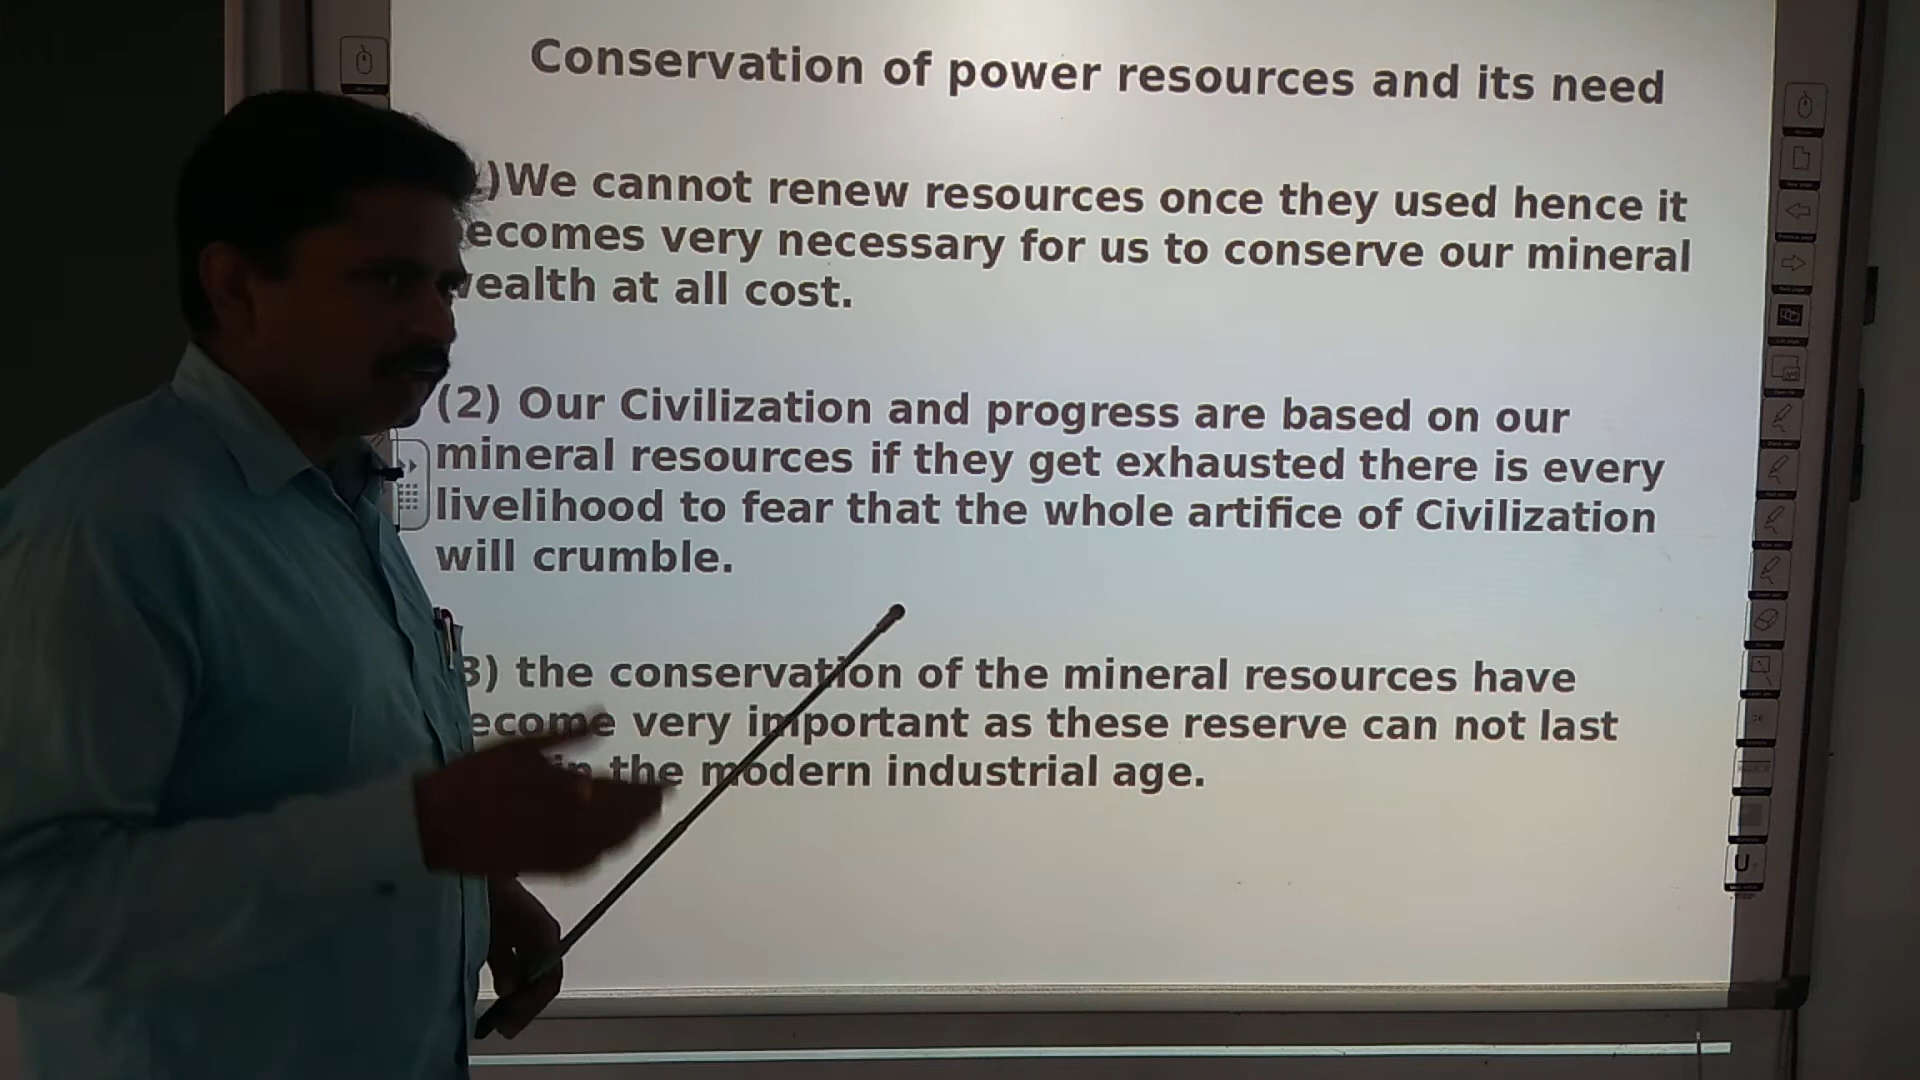 Conservation of power resources and its need
)We cannot renew resources once they used hence it
ecomes very necessary for us to conserve our mineral
ealth at all cost.
(2) Our Civilization and progress are based on our
mineral resources if they get exhausted there is every
livelihood to fear that the whole artifice of Civilization
will crumble.
3) the conservation of the mineral resources have
ecome very important as these reserve can not last
in the modern industrial age.